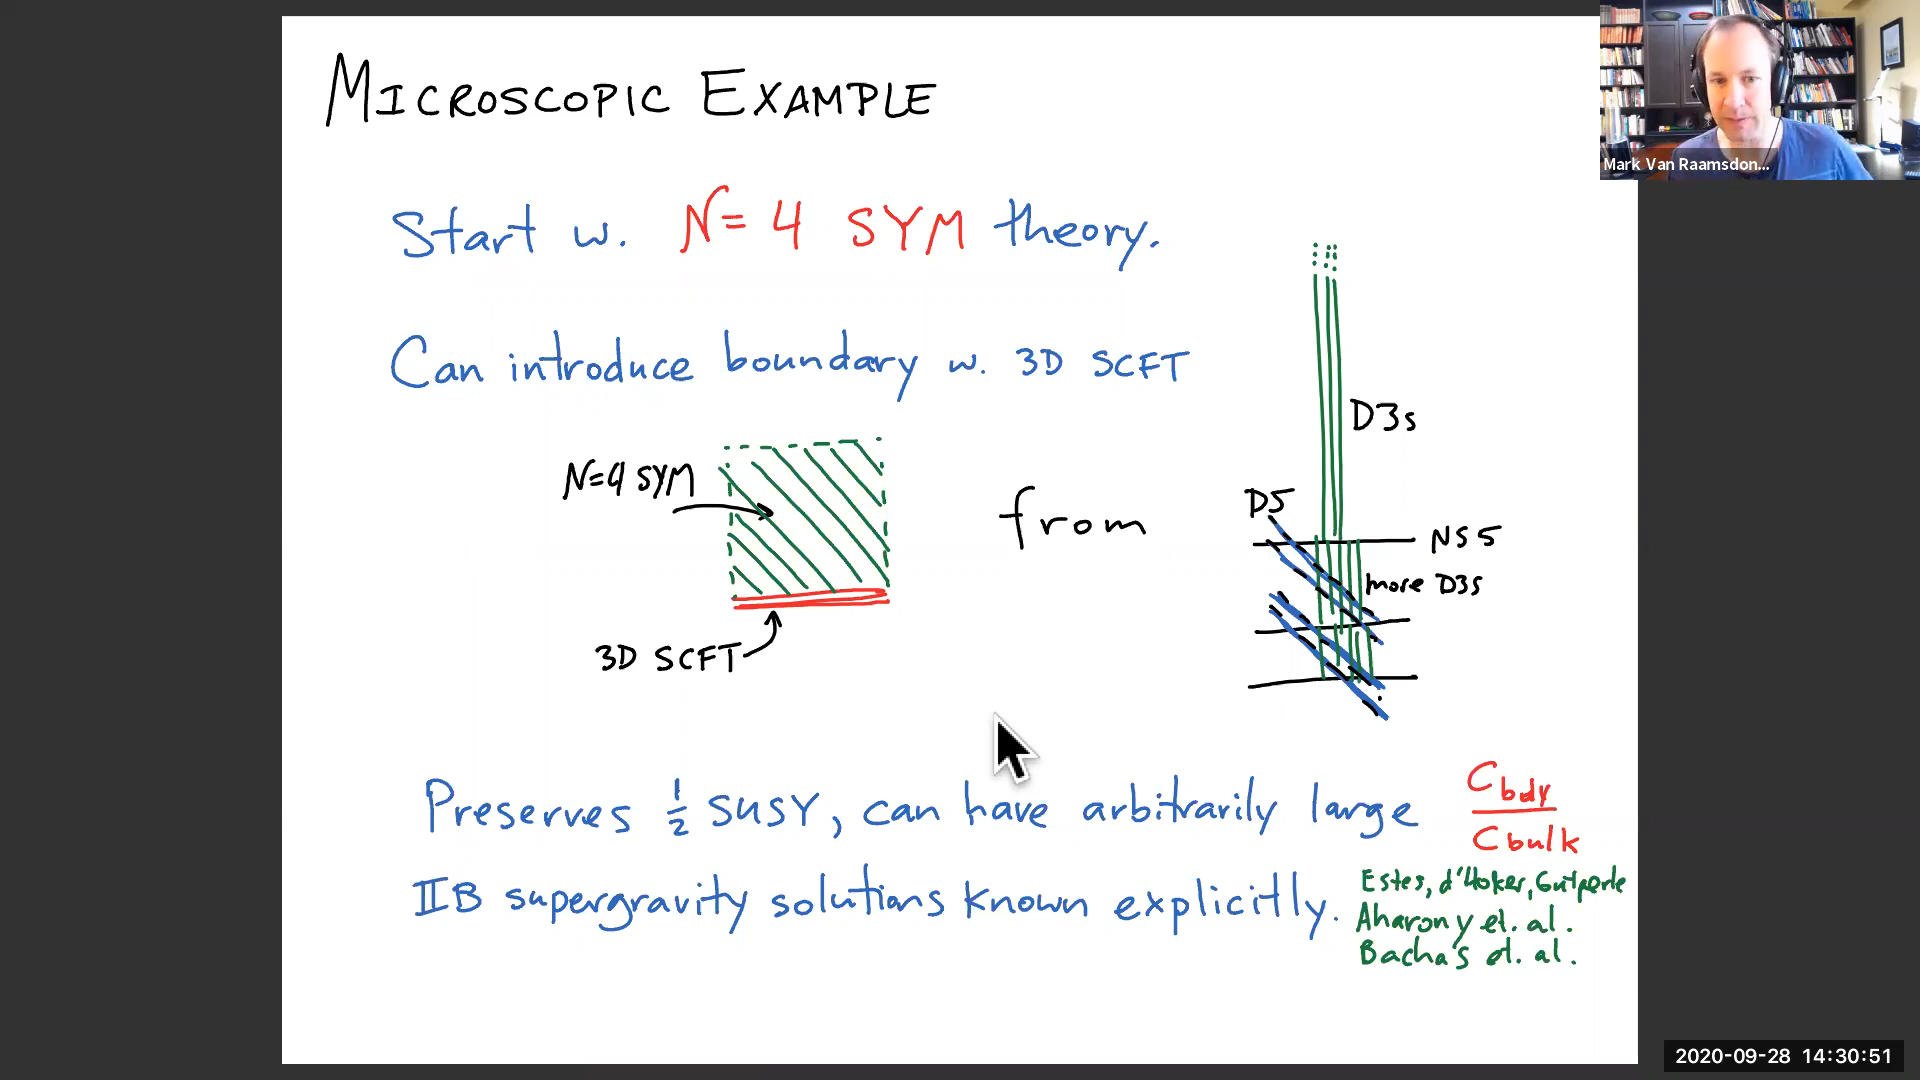 MICROSCOPIC EXAMPLE
Mark Van Raamsdon...
Start w. N=4 SYM theory.
Can introduce boundary w. 3D SCFT
D3s
N=4 SYM
D5
from
NS5
more D3s
3D SCFT
Preserves 1/2 SUSY, can have arbitrarily large Cbdy/Cbulk
IIB supergravity solutions known explicitly.
Estes, d'Hoker, Gutperle
Aharony et. al.
Bachas et. al.
2020-09-28 14:30:51